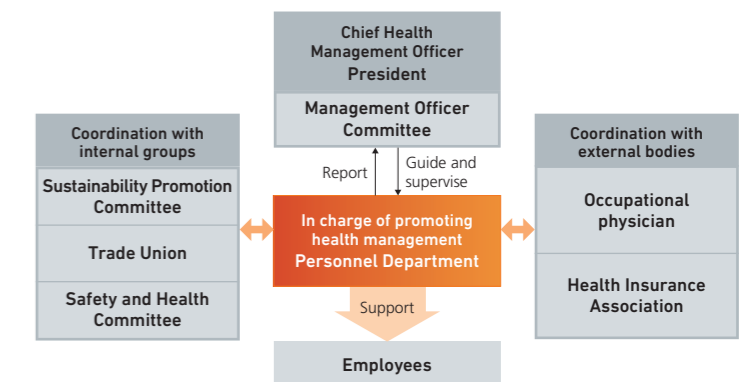 Chief Health
Management Officer
President
Management Officer
Committee
Coordination with
internal groups
Sustainability Promotion
Committee
Trade Union
Safety and Health
Committee
Report
Guide and
supervise
In charge of promoting
health management
Personnel Department
Support
Employees
Coordination with
external bodies
Occupational
physician
Health Insurance
Association